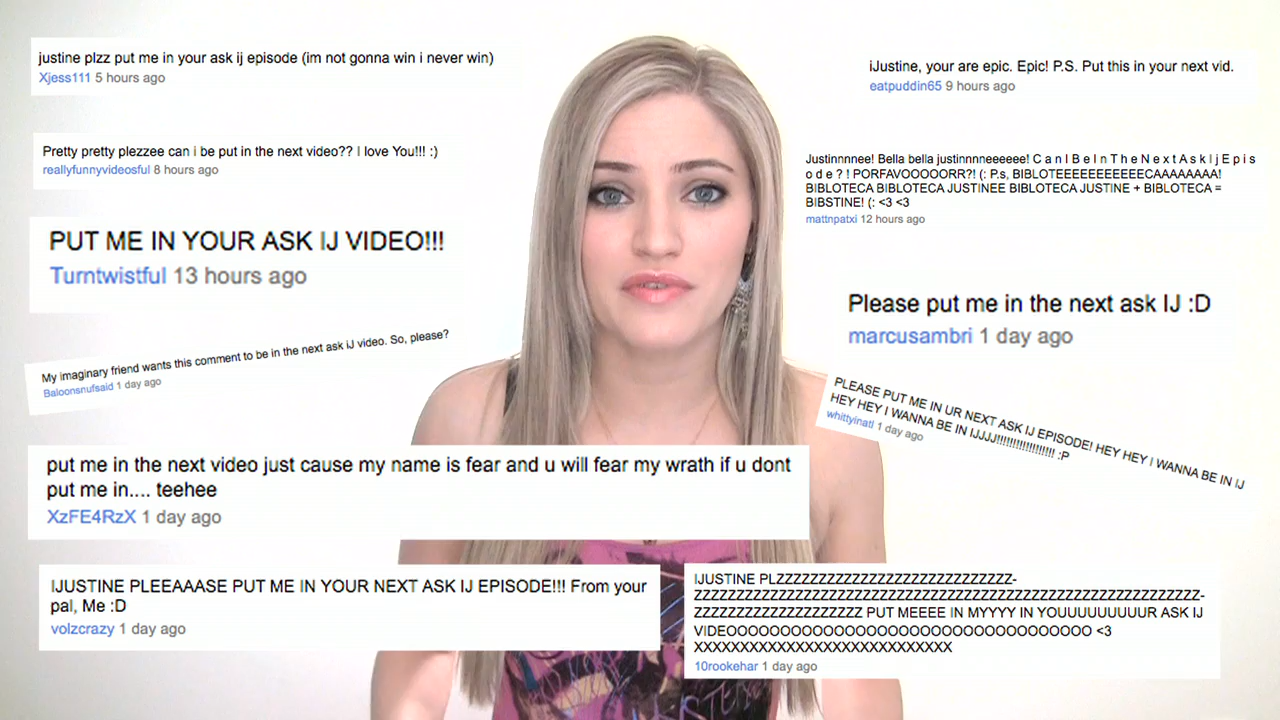 justine plzz put me in your ask ij episode (im not gonna win i never win)
Xjess111 5 hours ago
Pretty pretty plezzee can i be put in the next video?? I love You!!! :)
reallyfunnyvideosful 8 hours ago
PUT ME IN YOUR ASK IJ VIDEO!!!
Turntwistful 13 hours ago
My imaginary friend wants this comment to be in the next ask iJ video. So, please?
Baloonsnufsaid 1 day ago
put me in the next video just cause my name is fear and u will fear my wrath if u dont
put me in.... teehee
XzFE4RzX 1 day ago
IJUSTINE PLEEAAASE PUT ME IN YOUR NEXT ASK IJ EPISODE!!! From your
pal, Me :D
volzcrazy 1 day ago
iJustine, your are epic. Epic! P.S. Put this in your next vid.
eatpuddin65 9 hours ago
Justinnnnee! Bella bella justinnnneeeeee! C a n I B e I n T h e N e x t A s k I j E p i s
o d e ? ! PORFAVOOOOORR?! (: P.s, BIBLOTEEEEEEEEEEECAAAAAAA!
BIBLOTECA BIBLOTECA JUSTINEE BIBLOTECA JUSTINE + BIBLOTECA =
BIBSTINE! (: <3 <3
mattnpatxi 12 hours ago
Please put me in the next ask IJ :D
marcusambri 1 day ago
PLEASE PUT ME IN UR NEXT ASK IJ EPISODE! HEY HEY I WANNA BE IN IJ
HEY HEY I WANNA BE IN IJJJJ!!!!!!!!!!!!!!!!!! :P
whittyinatl 1 day ago
IJUSTINE PLZZZZZZZZZZZZZZZZZZZZZZZZZZZZ-
ZZZZZZZZZZZZZZZZZZZZZZZZZZZZZZZZZZZZZZZZZZZZZZZZZZZZZZZZZZZZ-
ZZZZZZZZZZZZZZZZZZZZ PUT MEEEE IN MYYYY IN YOUUUUUUUUUR ASK IJ
VIDEOOOOOOOOOOOOOOOOOOOOOOOOOOOOOOOOOOO <3
XXXXXXXXXXXXXXXXXXXXXXXXXXXX
10rookehar 1 day ago